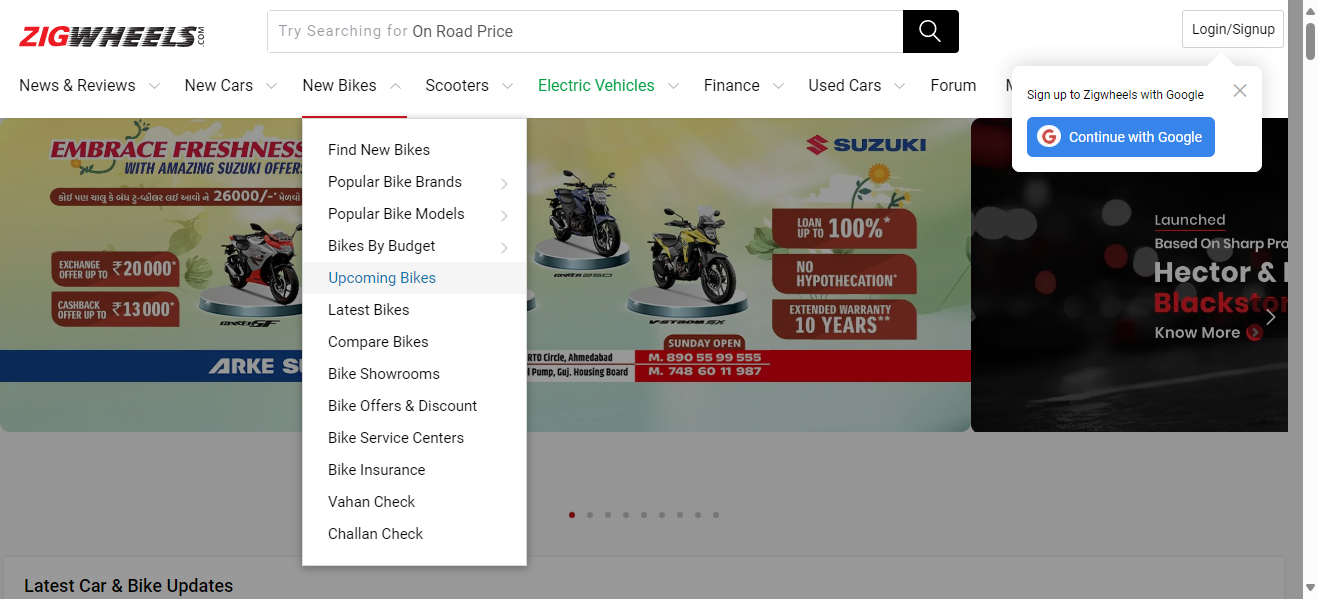 ZIGWHEELS.COM
Try Searching for On Road Price
Login/Signup
News & Reviews
New Cars
New Bikes
Scooters
Electric Vehicles
Finance
Used Cars
Forum
Sign up to Zigwheels with Google
Continue with Google
Find New Bikes
Popular Bike Brands
Popular Bike Models
Bikes By Budget
Upcoming Bikes
Latest Bikes
Compare Bikes
Bike Showrooms
Bike Offers & Discount
Bike Service Centers
Bike Insurance
Vahan Check
Challan Check
EMBRACE FRESHNESS
WITH AMAZING SUZUKI OFFERS
કોઈ પણ ચાલુ કે બંધ ટુ-વ્હીલર લઈ આવો ને 26000/-* મેળવો
EXCHANGE
OFFER UP TO ₹20000*
CASHBACK
OFFER UP TO ₹13000*
SUZUKI
LOAN
UP TO 100%*
NO
HYPOTHECATION*
EXTENDED WARRANTY
10 YEARS**
V-STROM SX
SUNDAY OPEN
ARKE
RTO Circle, Ahmedabad
Pump, Guj. Housing Board
M. 890 55 99 555
M. 748 60 11 987
Launched
Based On Sharp Pro
Hector &
Blackstor
Know More
Latest Car & Bike Updates